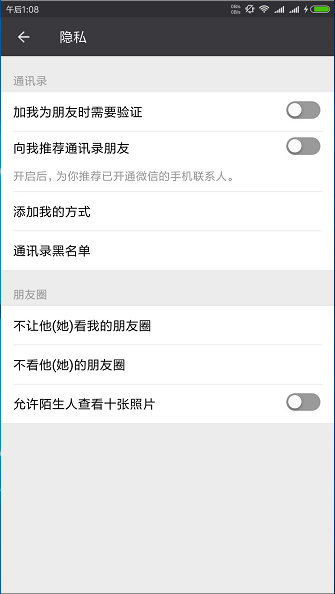 午后1:08
0B/s
0B/s
隐私
通讯录
加我为朋友时需要验证
向我推荐通讯录朋友
开启后，为你推荐已开通微信的手机联系人。
添加我的方式
通讯录黑名单
朋友圈
不让他(她)看我的朋友圈
不看他(她)的朋友圈
允许陌生人查看十张照片